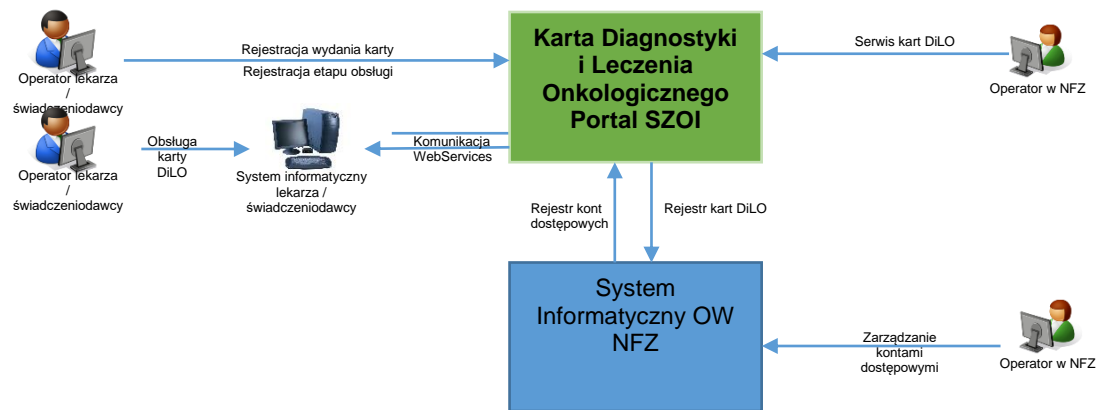 Karta Diagnostyki
i Leczenia
Onkologicznego
Portal SZOI
Rejestracja wydania karty
Rejestracja etapu obsługi
Serwis kart DiLO
Operator lekarza
/
świadczeniodawcy
Operator w NFZ
Obsługa
karty
DiLO
Komunikacja
WebServices
Operator lekarza
/
świadczeniodawcy
System informatyczny
lekarza /
świadczeniodawcy
Rejestr kont
dostępowych
Rejestr kart DiLO
System
Informatyczny OW
NFZ
Zarządzanie
kontami
dostępowymi
Operator w NFZ